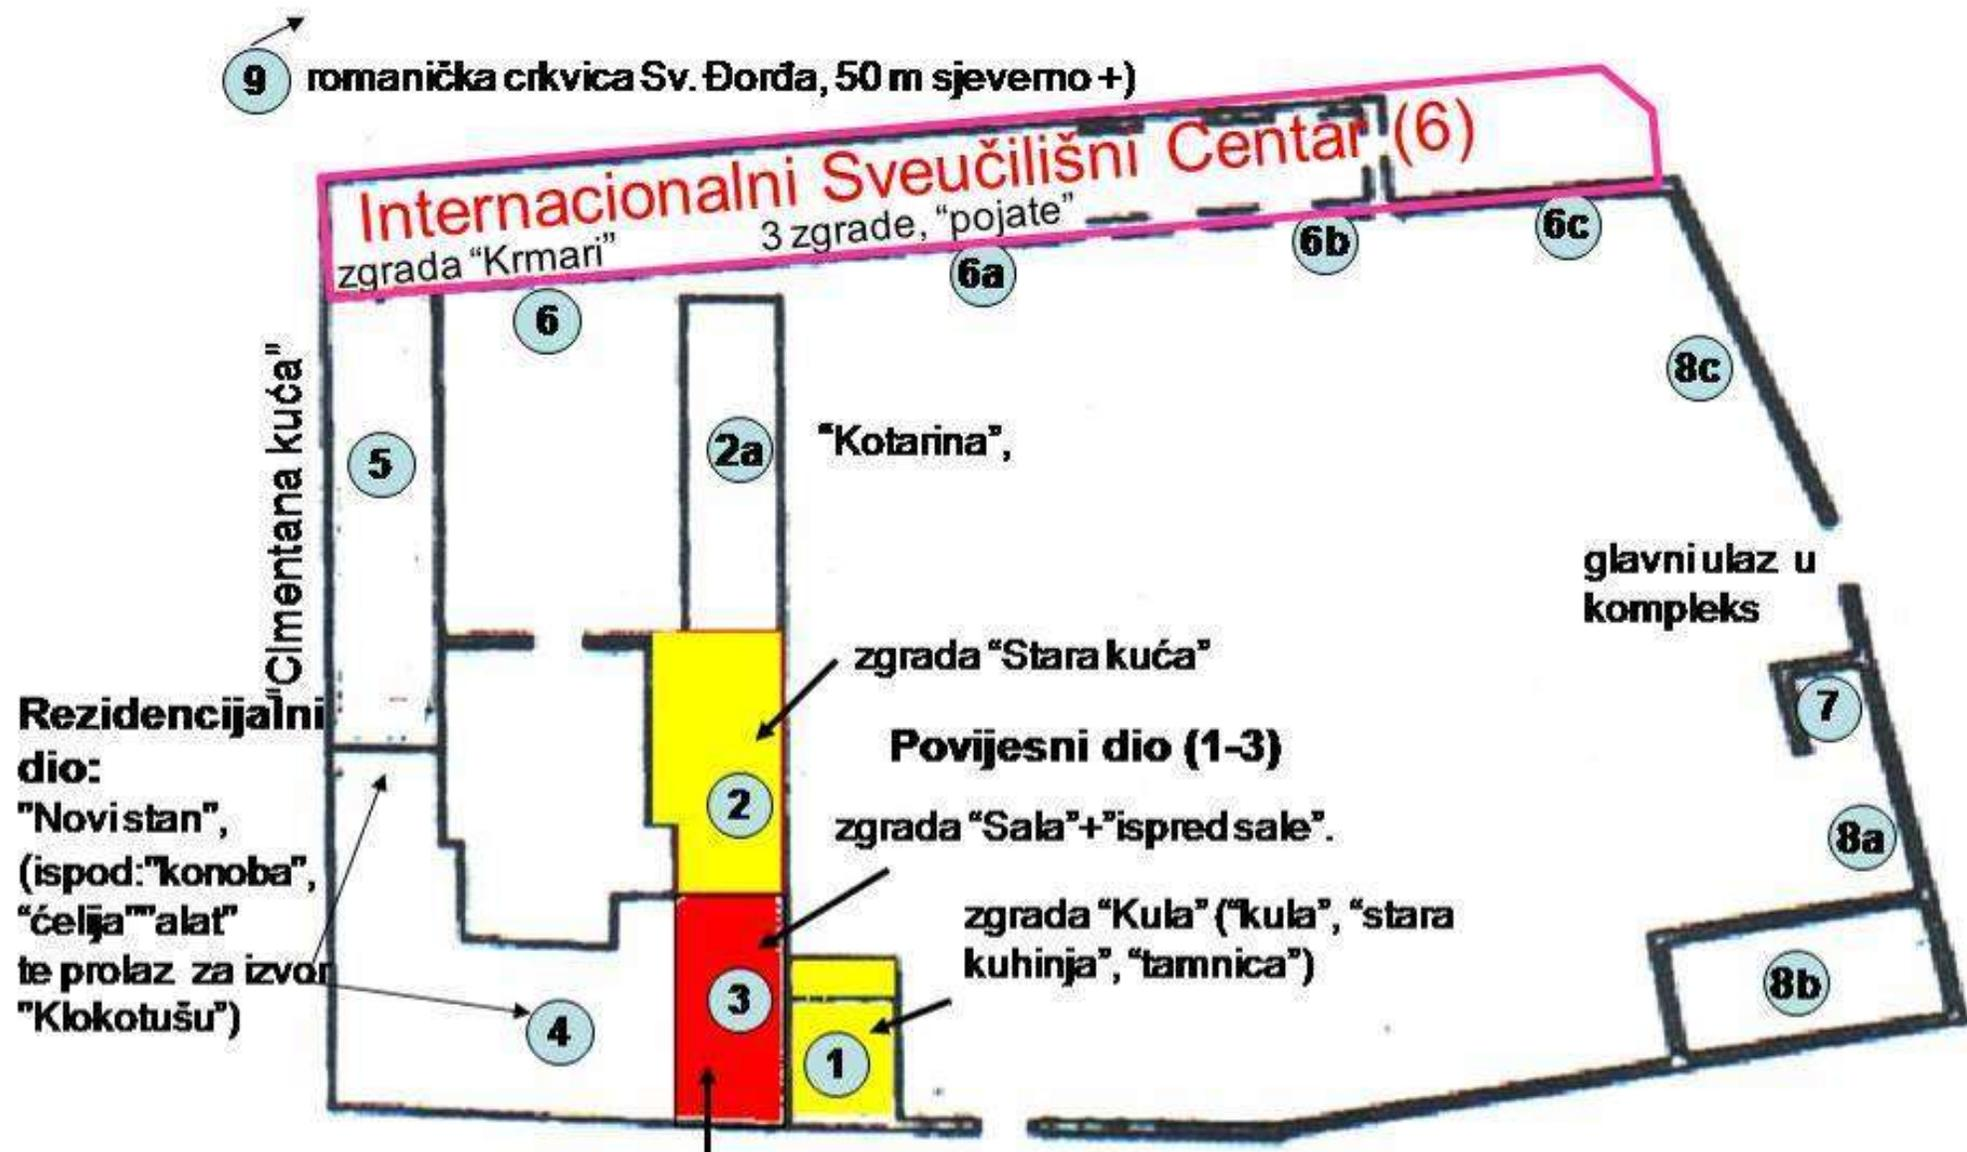 9 romanička crkvica Sv. Đorđa, 50 m sjeverno +)
Internacionalni Sveučilišni Centar (6)
zgrada “Krmari”
3 zgrade, “pojate”
6
6a
6b
6c
8c
“Cimentana kuća”
5
2a
“Kotarina”,
glavni ulaz u
kompleks
zgrada “Stara kuća”
Povijesni dio (1-3)
2
7
8a
Rezidencijalni
dio:
"Novi stan",
(ispod:"konoba",
“ćelija”"alat"
te prolaz za izvor
"Klokotušu")
zgrada “Sala”+”ispred sale”.
zgrada “Kula” (“kula”, “stara
kuhinja”, “tamnica”)
4
3
1
8b